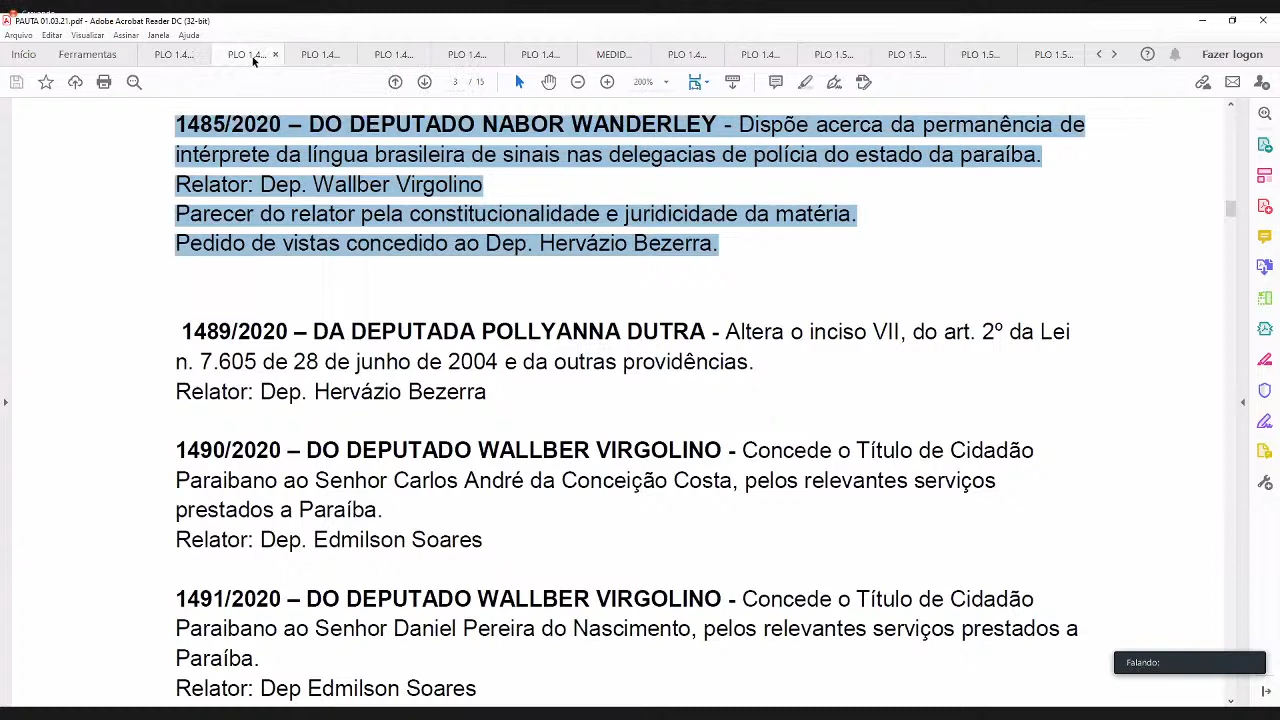 PAUTA 01.03.21.pdf - Adobe Acrobat Reader DC (32-bit)
Arquivo Editar Visualizar Assinar Janela Ajuda
Início Ferramentas PLO 1.4... PLO 1.4... PLO 1.4... PLO 1.4... PLO 1.4... PLO 1.4... MEDID... PLO 1.4... PLO 1.4... PLO 1.5... PLO 1.5... PLO 1.5... PLO 1.5... Fazer logon
3 / 15 200%
1485/2020 – DO DEPUTADO NABOR WANDERLEY - Dispõe acerca da permanência de
intérprete da língua brasileira de sinais nas delegacias de polícia do estado da paraíba.
Relator: Dep. Wallber Virgolino
Parecer do relator pela constitucionalidade e juridicidade da matéria.
Pedido de vistas concedido ao Dep. Hervázio Bezerra.
1489/2020 – DA DEPUTADA POLLYANNA DUTRA - Altera o inciso VII, do art. 2º da Lei
n. 7.605 de 28 de junho de 2004 e da outras providências.
Relator: Dep. Hervázio Bezerra
1490/2020 – DO DEPUTADO WALLBER VIRGOLINO - Concede o Título de Cidadão
Paraibano ao Senhor Carlos André da Conceição Costa, pelos relevantes serviços
prestados a Paraíba.
Relator: Dep. Edmilson Soares
1491/2020 – DO DEPUTADO WALLBER VIRGOLINO - Concede o Título de Cidadão
Paraibano ao Senhor Daniel Pereira do Nascimento, pelos relevantes serviços prestados a
Paraíba.
Relator: Dep Edmilson Soares
Falando: